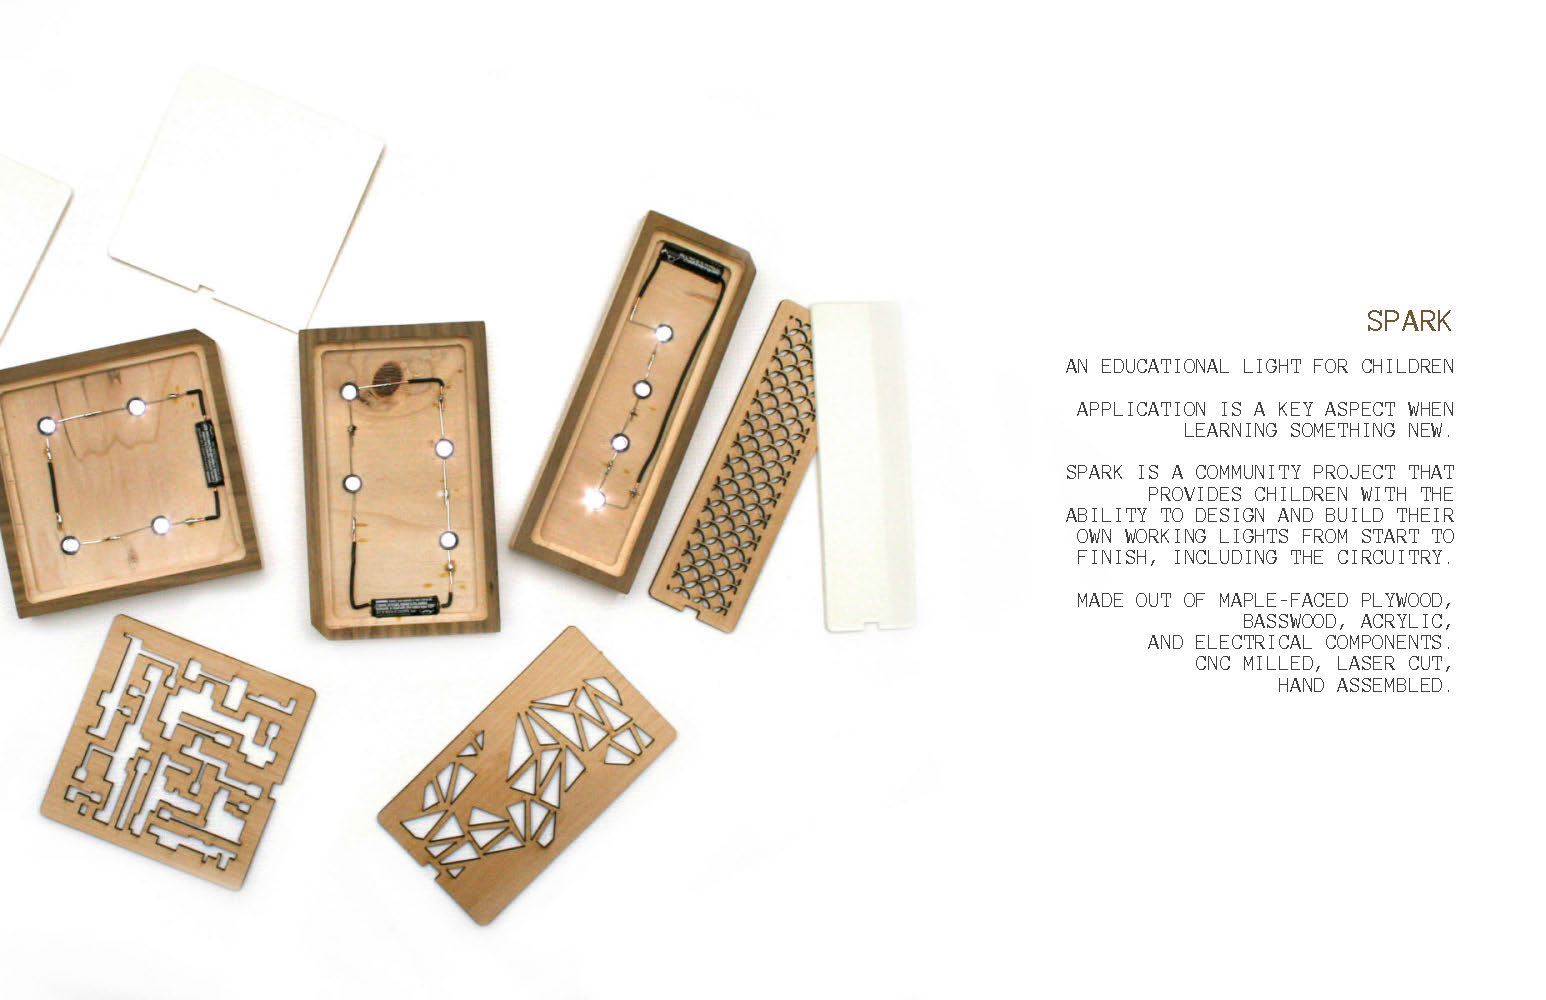 SPARK
AN EDUCATIONAL LIGHT FOR CHILDREN
APPLICATION IS A KEY ASPECT WHEN
LEARNING SOMETHING NEW.
SPARK IS A COMMUNITY PROJECT THAT
PROVIDES CHILDREN WITH THE
ABILITY TO DESIGN AND BUILD THEIR
OWN WORKING LIGHTS FROM START TO
FINISH, INCLUDING THE CIRCUITRY.
MADE OUT OF MAPLE-FACED PLYWOOD,
BASSWOOD, ACRYLIC,
AND ELECTRICAL COMPONENTS.
CNC MILLED, LASER CUT,
HAND ASSEMBLED.